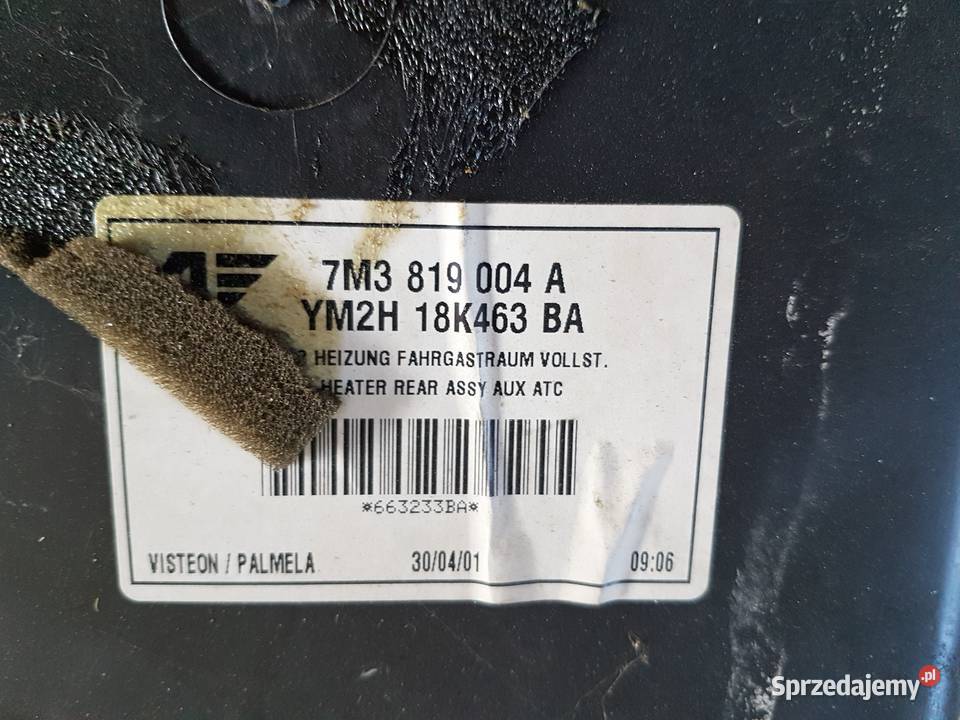 7M3 819 004 A
YM2H 18K463 BA
HEIZUNG FAHRGASTRAUM VOLLST.
HEATER REAR ASSY AUX ATC
*663233BA*
VISTEON / PALMELA 30/04/01 09:06
Sprzedajemy.pl